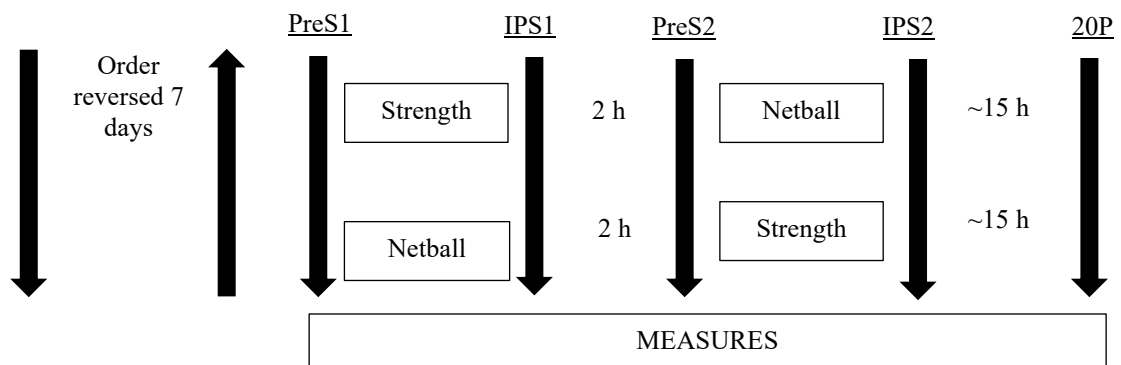 PreS1
IPS1
PreS2
IPS2
20P
Order
reversed 7
days
Strength
2 h
Netball
~15 h
Netball
2 h
Strength
~15 h
MEASURES